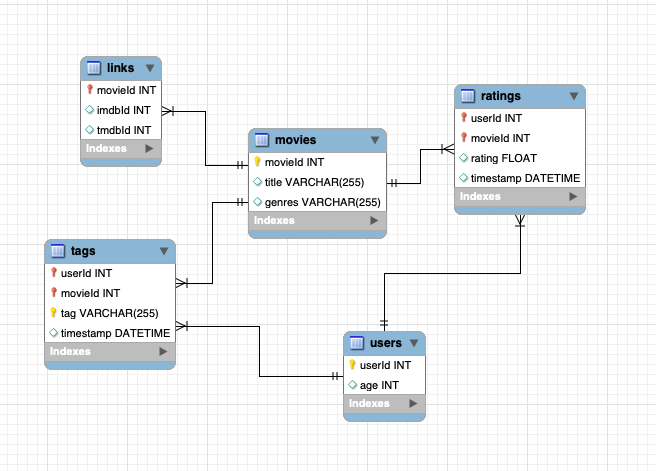 links
movieId INT
imdbId INT
tmdbId INT
Indexes
movies
movieId INT
title VARCHAR(255)
genres VARCHAR(255)
Indexes
ratings
userId INT
movieId INT
rating FLOAT
timestamp DATETIME
Indexes
tags
userId INT
movieId INT
tag VARCHAR(255)
timestamp DATETIME
Indexes
users
userId INT
age INT
Indexes